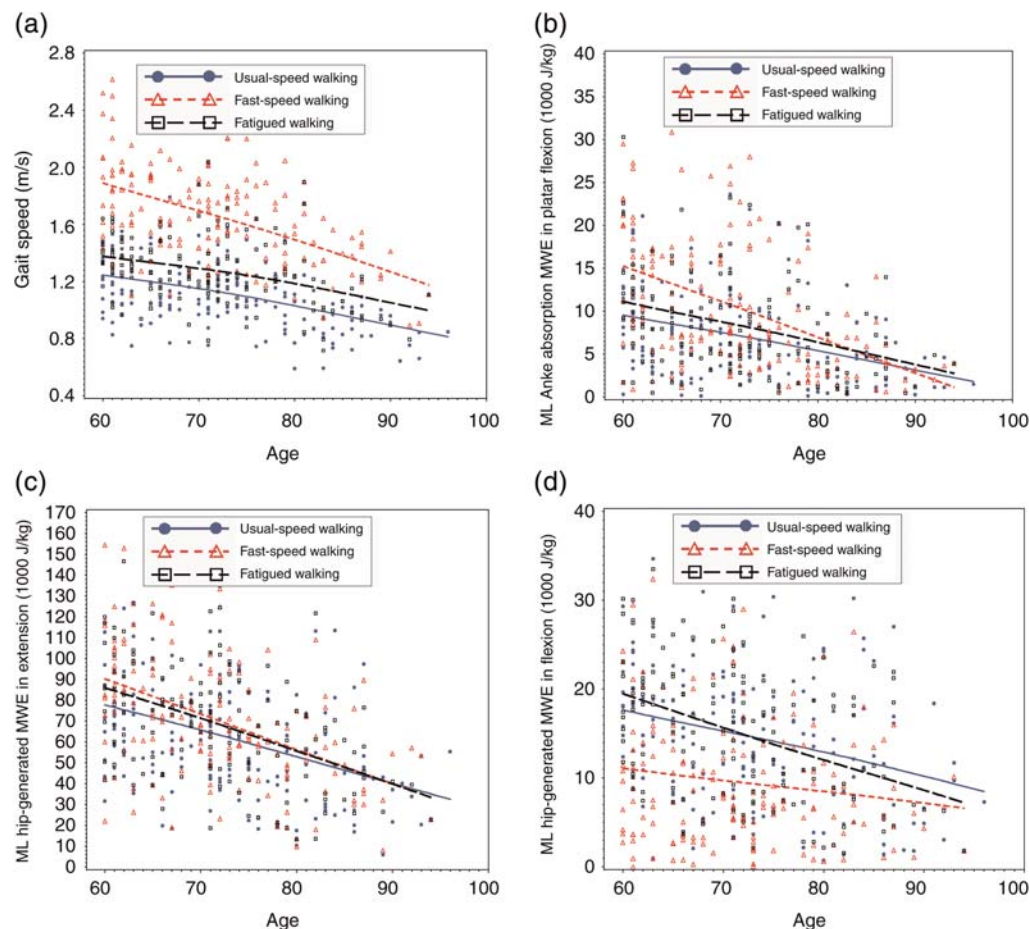 (a)
Gait speed (m/s)
2.8
2.4
2.0
1.6
1.2
0.8
0.4
Usual-speed walking
Fast-speed walking
Fatigued walking
60 70 80 90 100
Age
(b)
ML Anke absorption MWE in platar flexion (1000 J/kg)
40
35
30
25
20
15
10
5
0
Usual-speed walking
Fast-speed walking
Fatigued walking
60 70 80 90 100
Age
(c)
ML hip-generated MWE in extension (1000 J/kg)
170
160
150
140
130
120
110
100
90
80
70
60
50
40
30
20
10
0
Usual-speed walking
Fast-speed walking
Fatigued walking
60 70 80 90 100
Age
(d)
ML hip-generated MWE in flexion (1000 J/kg)
40
30
20
10
0
Usual-speed walking
Fast-speed walking
Fatigued walking
60 70 80 90 100
Age